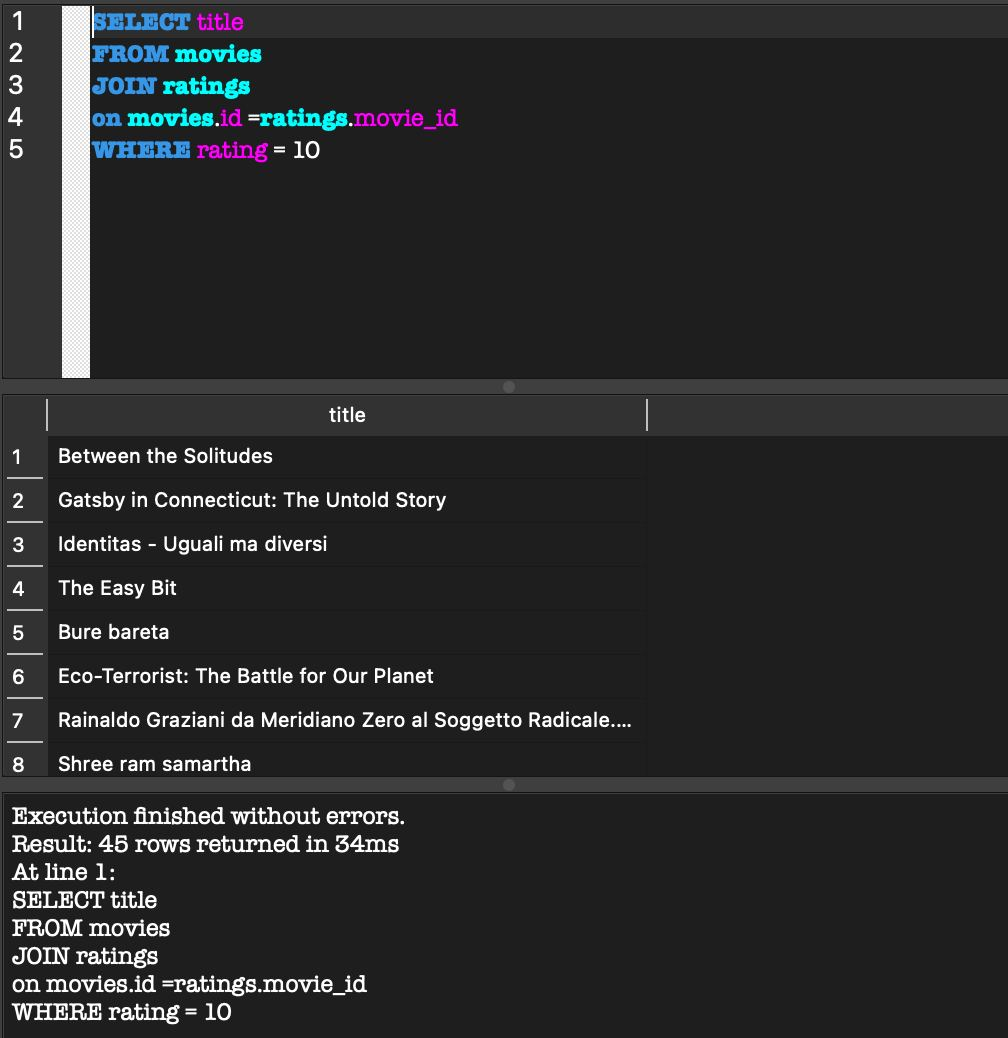 1 SELECT title
2 FROM movies
3 JOIN ratings
4 on movies.id =ratings.movie_id
5 WHERE rating = 10
title
1 Between the Solitudes
2 Gatsby in Connecticut: The Untold Story
3 Identitas - Uguali ma diversi
4 The Easy Bit
5 Bure bareta
6 Eco-Terrorist: The Battle for Our Planet
7 Rainaldo Graziani da Meridiano Zero al Soggetto Radicale....
8 Shree ram samartha
Execution finished without errors.
Result: 45 rows returned in 34ms
At line 1:
SELECT title
FROM movies
JOIN ratings
on movies.id =ratings.movie_id
WHERE rating = 10